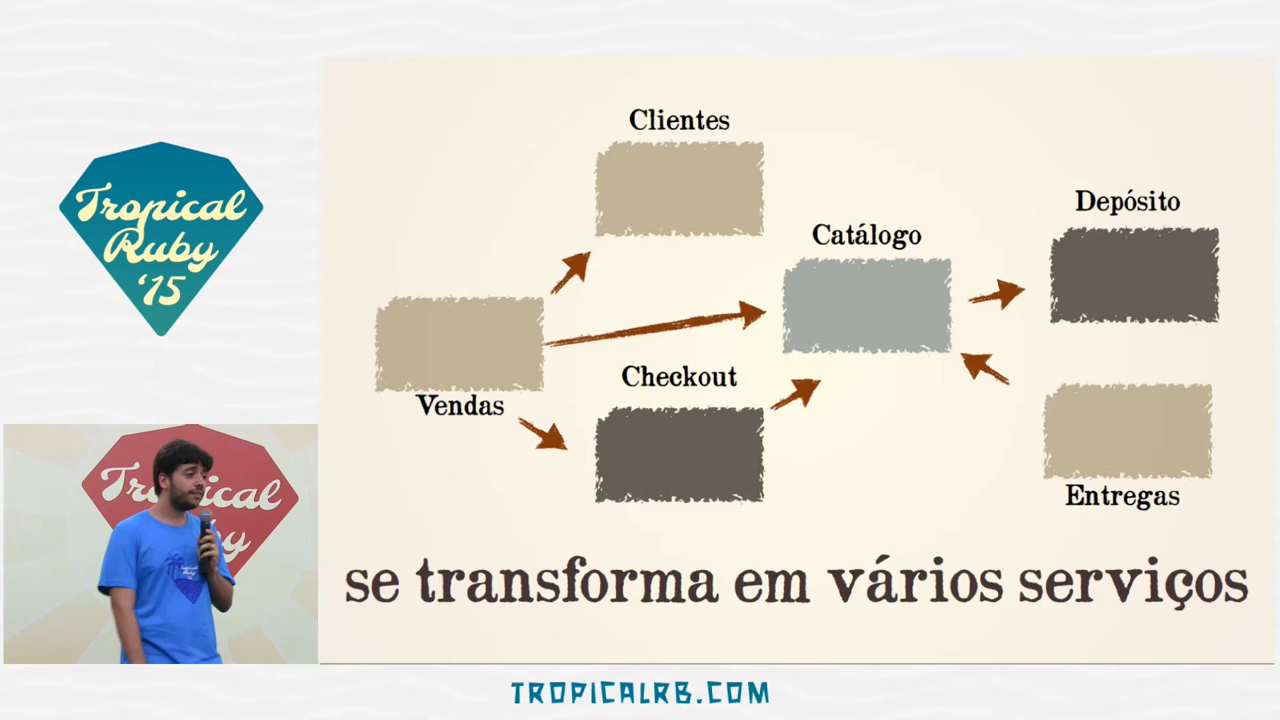 Tropical
Ruby
‘15
Clientes
Depósito
Catálogo
Checkout
Vendas
Entregas
se transforma em vários serviços
TROPICALRB.COM